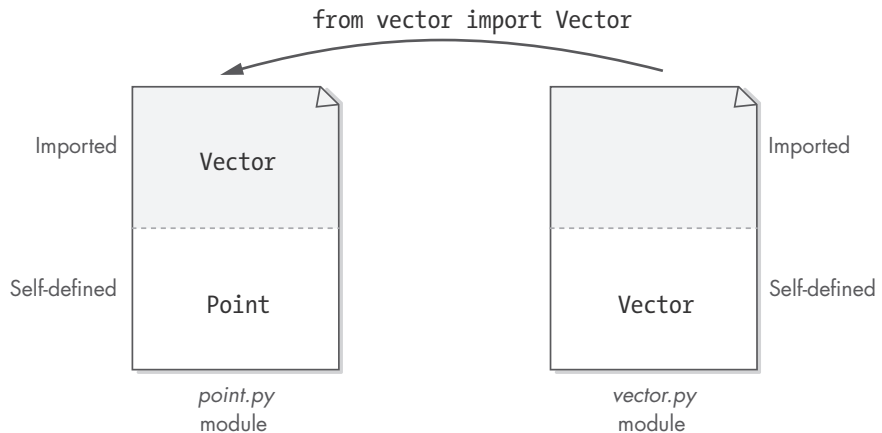 from vector import Vector
Imported
Vector
Imported
Self-defined
Point
Self-defined
Vector
point.py
module
vector.py
module